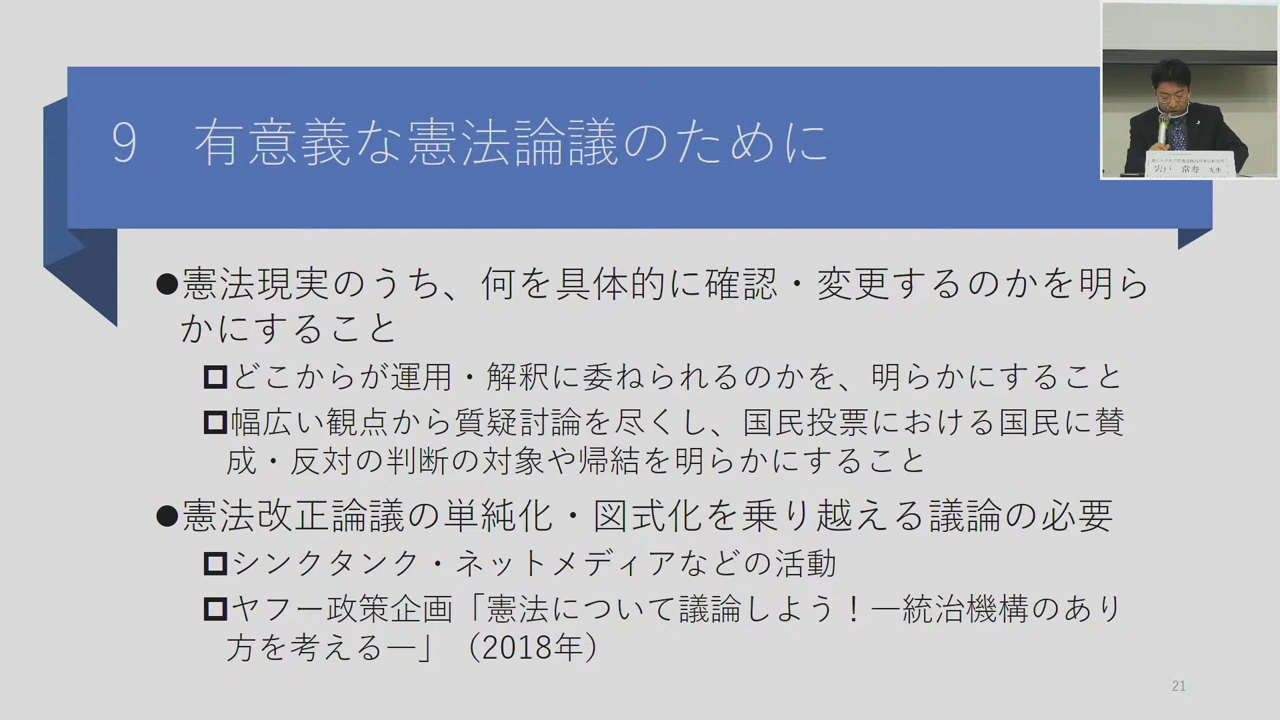 9 有意義な憲法論議のために
●憲法現実のうち、何を具体的に確認・変更するのかを明ら
かにすること
どこからが運用・解釈に委ねられるのかを、明らかにすること
幅広い観点から質疑討論を尽くし、国民投票における国民に賛
成・反対の判断の対象や帰結を明らかにすること
●憲法改正論議の単純化・図式化を乗り越える議論の必要
シンクタンク・ネットメディアなどの活動
ヤフー政策企画「憲法について議論しよう！―統治機構のあり
方を考える―」（2018年）
宍戸 常寿
21